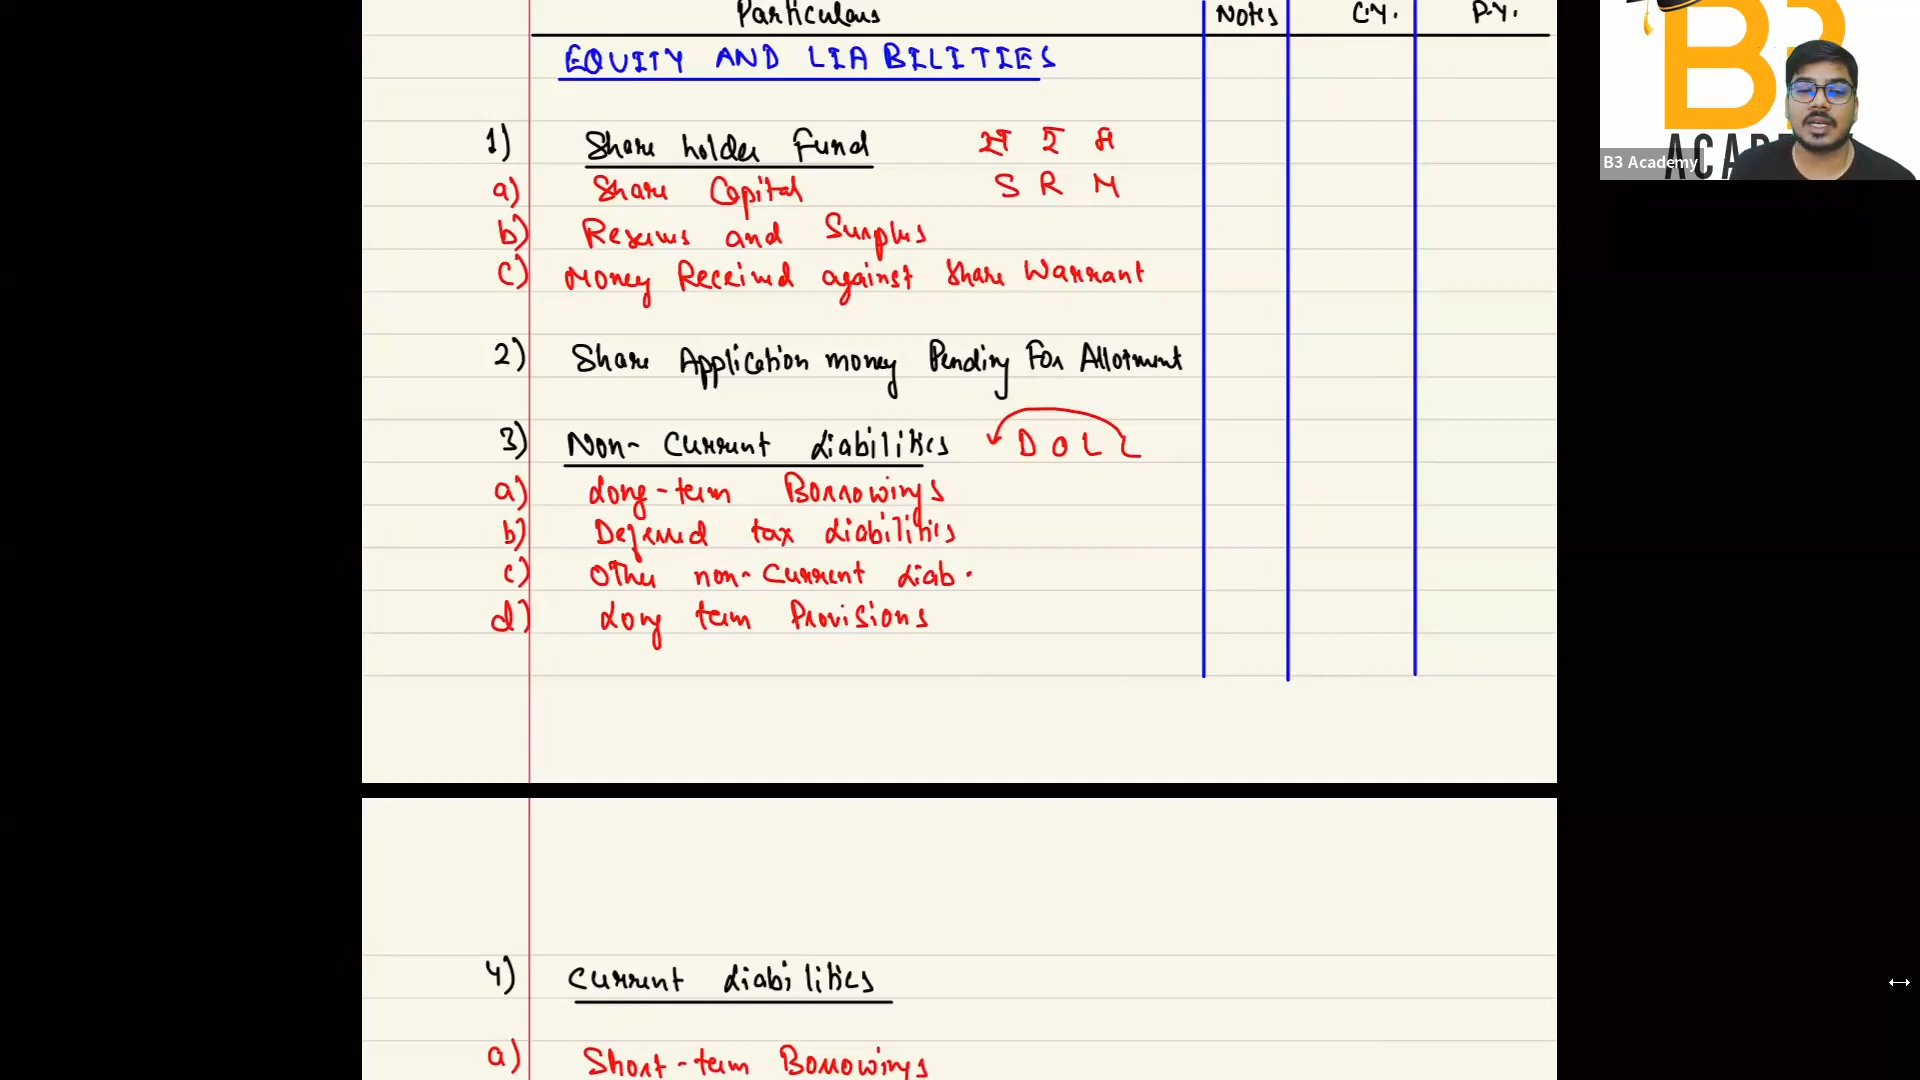 Particulars Notes C.Y. P.Y.
EQUITY AND LIABILITIES
1) Share holder Fund स र म
a) Share Capital S R M
b) Reserves and Surplus
c) Money Received against Share Warrant
2) Share Application money Pending For Allotment
3) Non-Current Liabilities D O L L
a) Long-term Borrowings
b) Deferred tax Liabilities
c) Other non-Current Liab.
d) Long term Provisions
4) Current Liabilities
a) Short-term Borrowings
B3
ACADEMY
B3 Academy